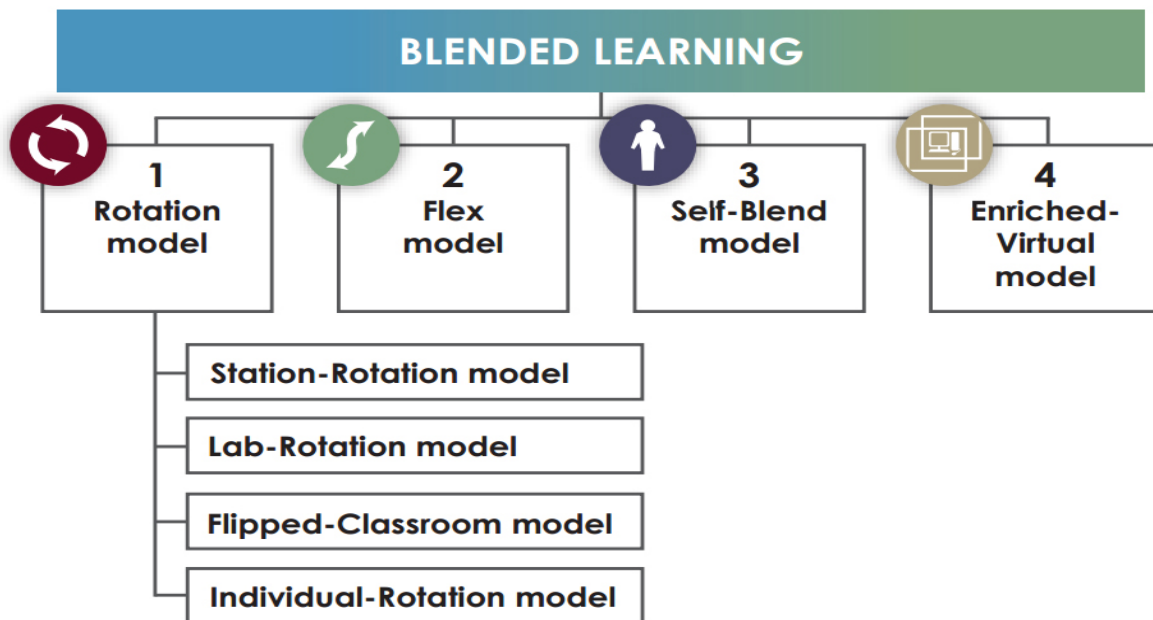 BLENDED LEARNING
1
Rotation
model
2
Flex
model
3
Self-Blend
model
4
Enriched-
Virtual
model
Station-Rotation model
Lab-Rotation model
Flipped-Classroom model
Individual-Rotation model